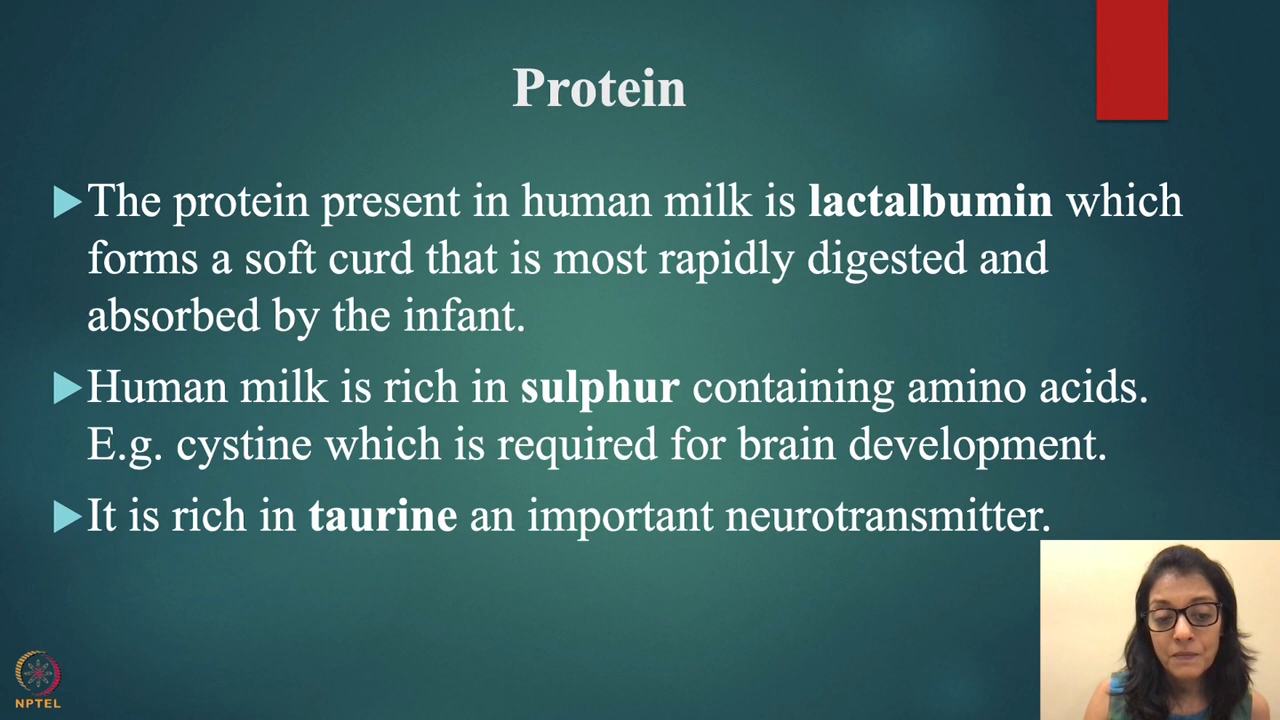 Protein
The protein present in human milk is lactalbumin which
forms a soft curd that is most rapidly digested and
absorbed by the infant.
Human milk is rich in sulphur containing amino acids.
E.g. cystine which is required for brain development.
It is rich in taurine an important neurotransmitter.
NPTEL